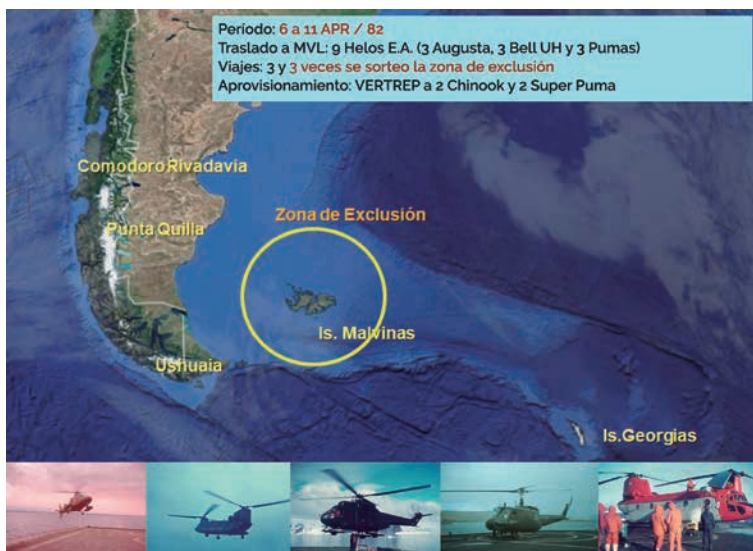 Período: 6 a 11 APR / 82
Traslado a MVL: 9 Helos E.A. (3 Augusta, 3 Bell UH y 3 Pumas)
Viajes: 3 y 3 veces se sorteo la zona de exclusión
Aprovisionamiento: VERTREP a 2 Chinook y 2 Super Puma
Comodoro Rivadavia
Zona de Exclusión
Punta Quilla
Is. Malvinas
Ushuaia
Is.Georgias